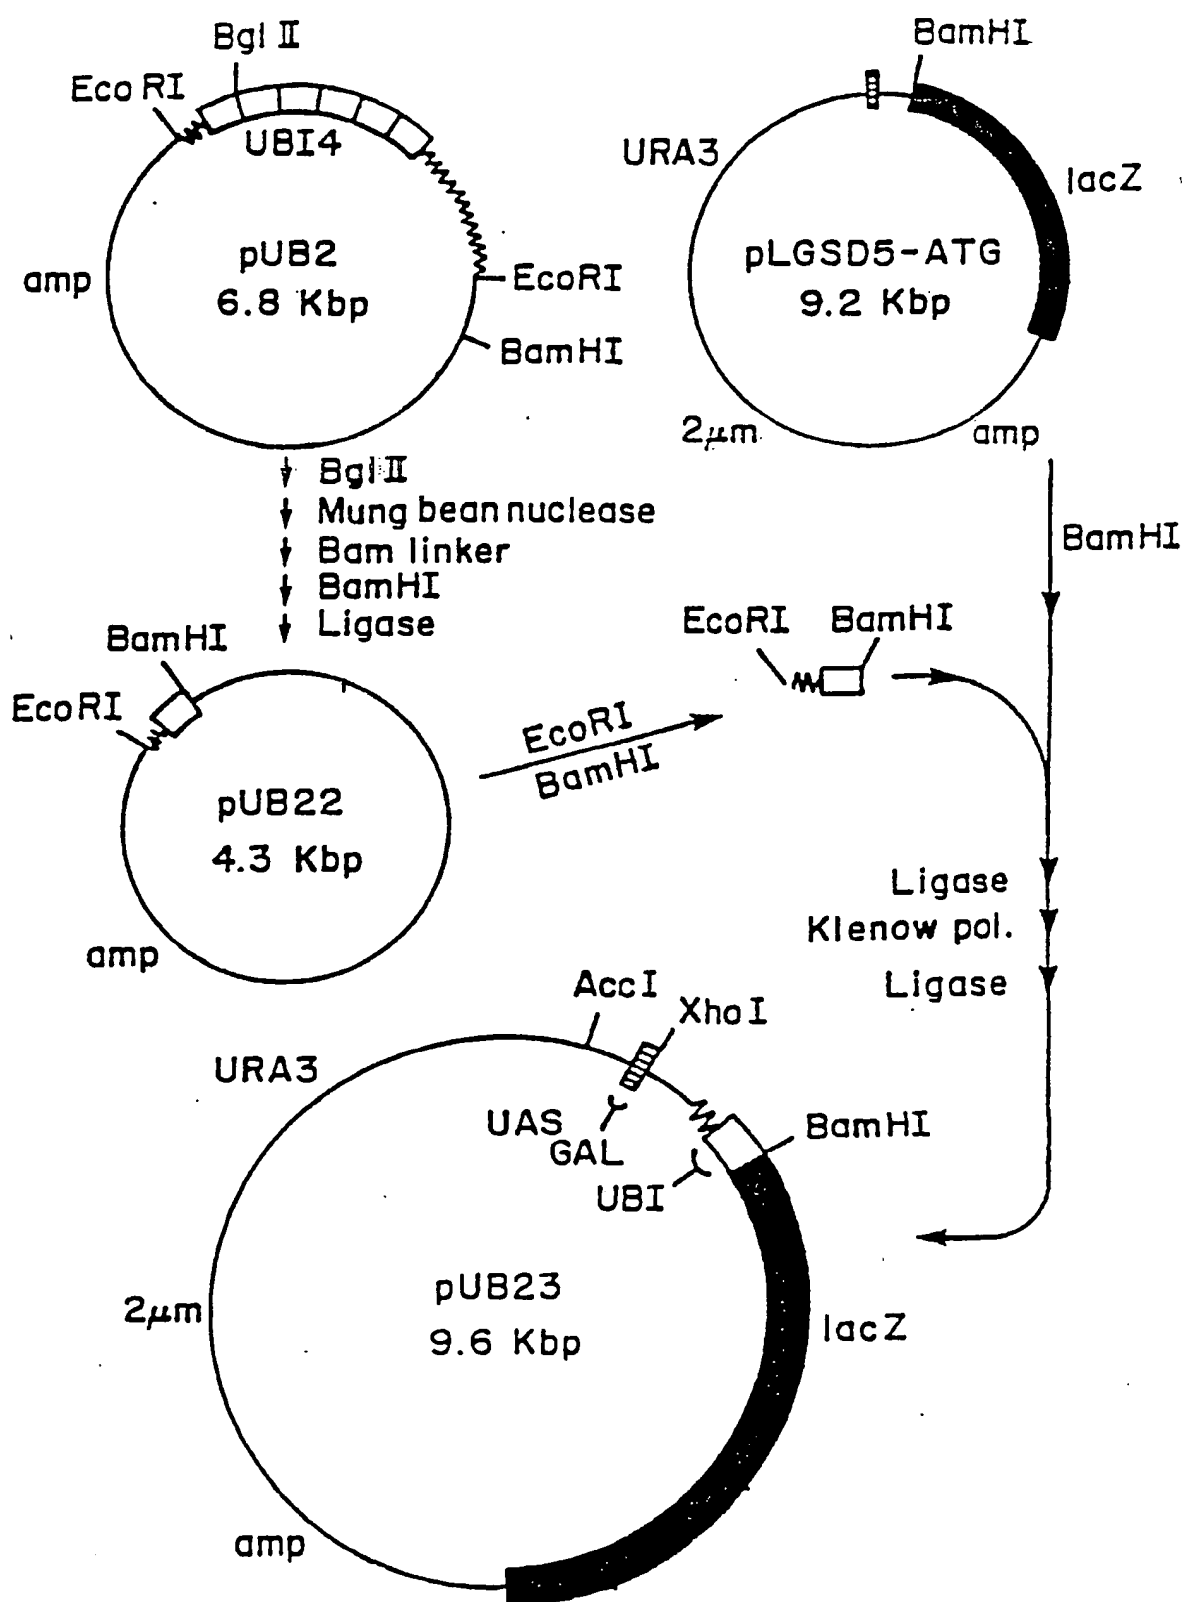 Bgl II
EcoRI
UBI4
amp
pUB2
6.8 Kbp
EcoRI
BamHI
BamHI
URA3
lacZ
pLGSD5-ATG
9.2 Kbp
2μm
amp
Bgl II
Mung bean nuclease
Bam linker
BamHI
Ligase
BamHI
BamHI
EcoRI
pUB22
4.3 Kbp
amp
EcoRI
BamHI
EcoRI
BamHI
Ligase
Klenow pol.
Ligase
AccI
XhoI
URA3
UAS
GAL
UBI
BamHI
2μm
pUB23
9.6 Kbp
lacZ
amp